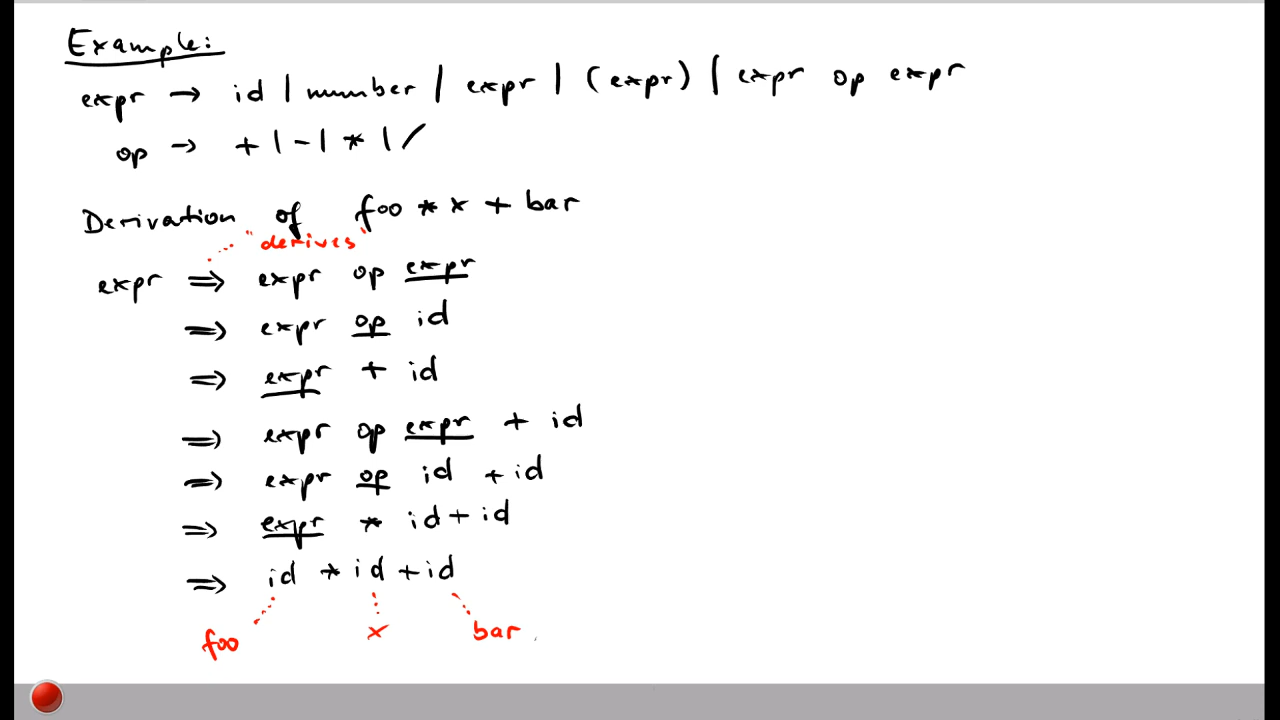 Example:
expr → id | number | expr | (expr) | expr op expr
op → + | - | * | /
Derivation of foo * x + bar
"derives"
expr ⇒ expr op expr
⇒ expr op id
⇒ expr + id
⇒ expr op expr + id
⇒ expr op id + id
⇒ expr * id + id
⇒ id * id + id
foo x bar